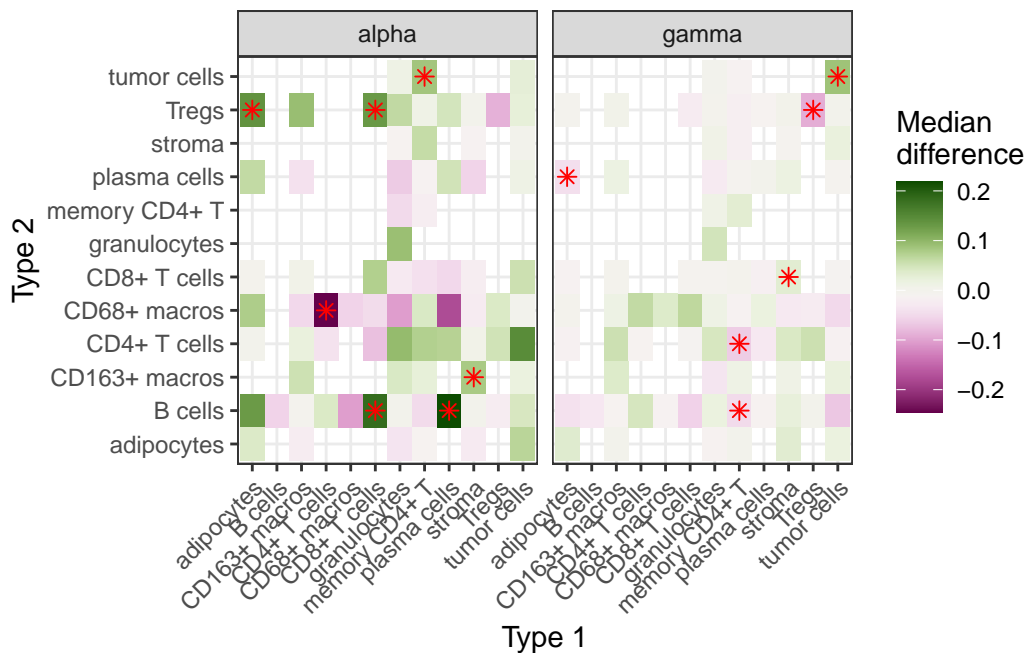 alpha
gamma
Type 2
tumor cells
Tregs
stroma
plasma cells
memory CD4+ T
granulocytes
CD8+ T cells
CD68+ macros
CD4+ T cells
CD163+ macros
B cells
adipocytes
adipocytes
B cells
CD163+ macros
CD4+ T cells
CD68+ macros
CD8+ T cells
granulocytes
memory CD4+ T
plasma cells
stroma
Tregs
tumor cells
adipocytes
B cells
CD163+ macros
CD4+ T cells
CD68+ macros
CD8+ T cells
granulocytes
memory CD4+ T
plasma cells
stroma
Tregs
tumor cells
Type 1
Median
difference
0.2
0.1
0.0
−0.1
−0.2